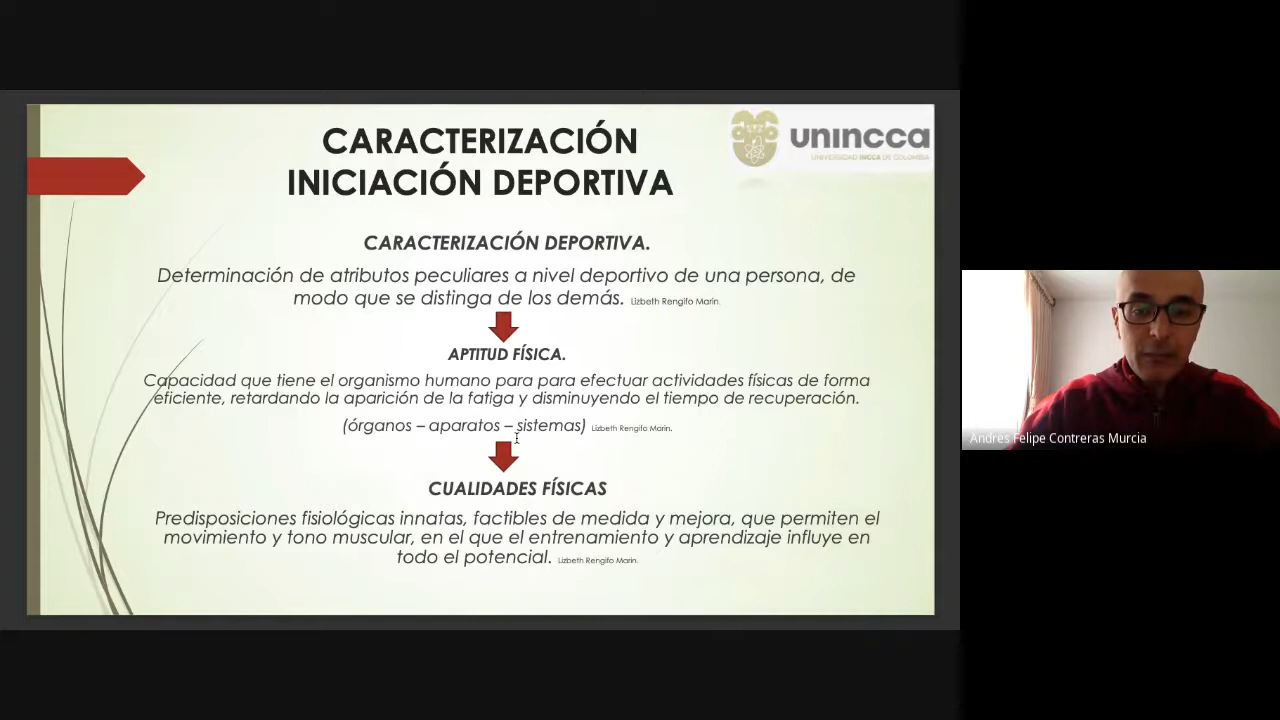 CARACTERIZACIÓN
INICIACIÓN DEPORTIVA
unincca
UNIVERSIDAD INCCA DE COLOMBIA
CARACTERIZACIÓN DEPORTIVA.
Determinación de atributos peculiares a nivel deportivo de una persona, de
modo que se distinga de los demás. Lizbeth Rengifo Marín.
APTITUD FÍSICA.
Capacidad que tiene el organismo humano para para efectuar actividades físicas de forma
eficiente, retardando la aparición de la fatiga y disminuyendo el tiempo de recuperación.
(órganos – aparatos – sistemas) Lizbeth Rengifo Marín.
CUALIDADES FÍSICAS
Predisposiciones fisiológicas innatas, factibles de medida y mejora, que permiten el
movimiento y tono muscular, en el que el entrenamiento y aprendizaje influye en
todo el potencial. Lizbeth Rengifo Marín.
Andres Felipe Contreras Murcia